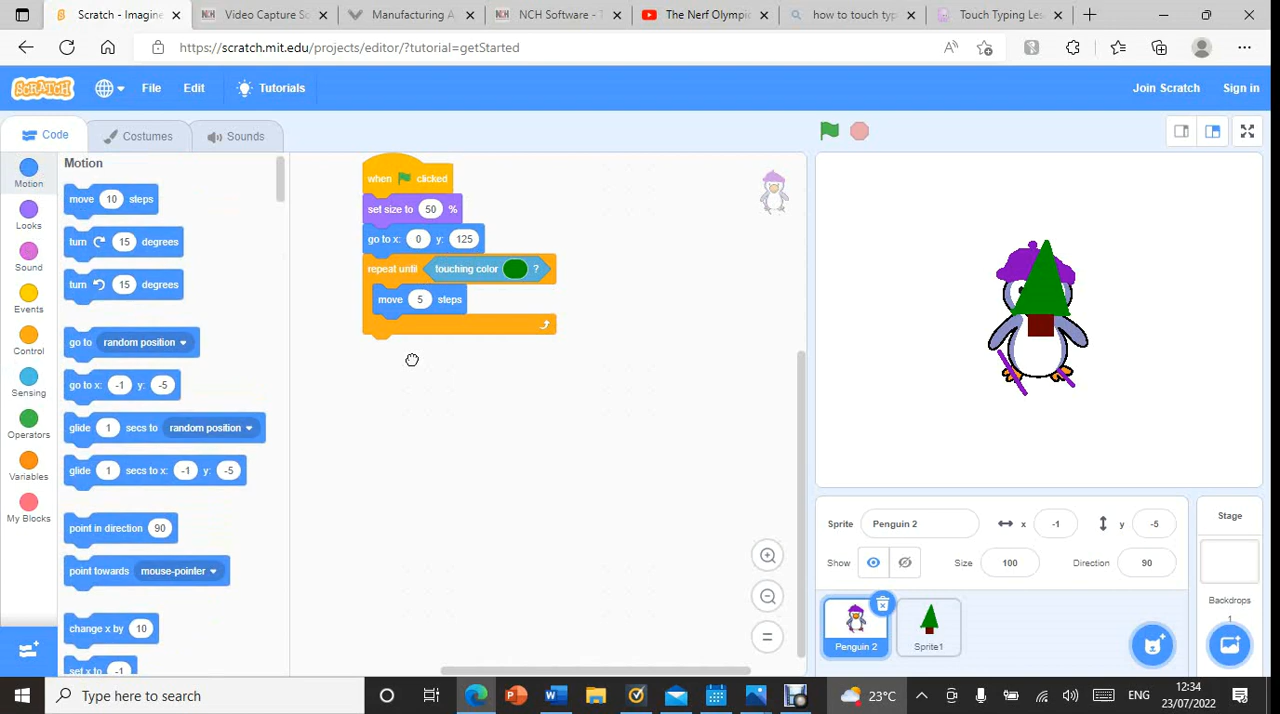 Scratch - Imagine
Video Capture So
Manufacturing A
NCH Software - T
The Nerf Olympic
how to touch typ
Touch Typing Les
https://scratch.mit.edu/projects/editor/?tutorial=getStarted
SCRATCH
File
Edit
Tutorials
Join Scratch
Sign in
Code
Costumes
Sounds
Motion
Looks
Sound
Events
Control
Sensing
Operators
Variables
My Blocks
Motion
move 10 steps
turn 15 degrees
turn 15 degrees
go to random position
go to x: -1 y: -5
glide 1 secs to random position
glide 1 secs to x: -1 y: -5
point in direction 90
point towards mouse-pointer
change x by 10
set x to -1
when clicked
set size to 50 %
go to x: 0 y: 125
repeat until touching color ?
move 5 steps
Sprite Penguin 2 x -1 y -5
Show Size 100 Direction 90
Penguin 2
Sprite1
Stage
Backdrops
1
Type here to search
23°C
ENG
12:34
23/07/2022